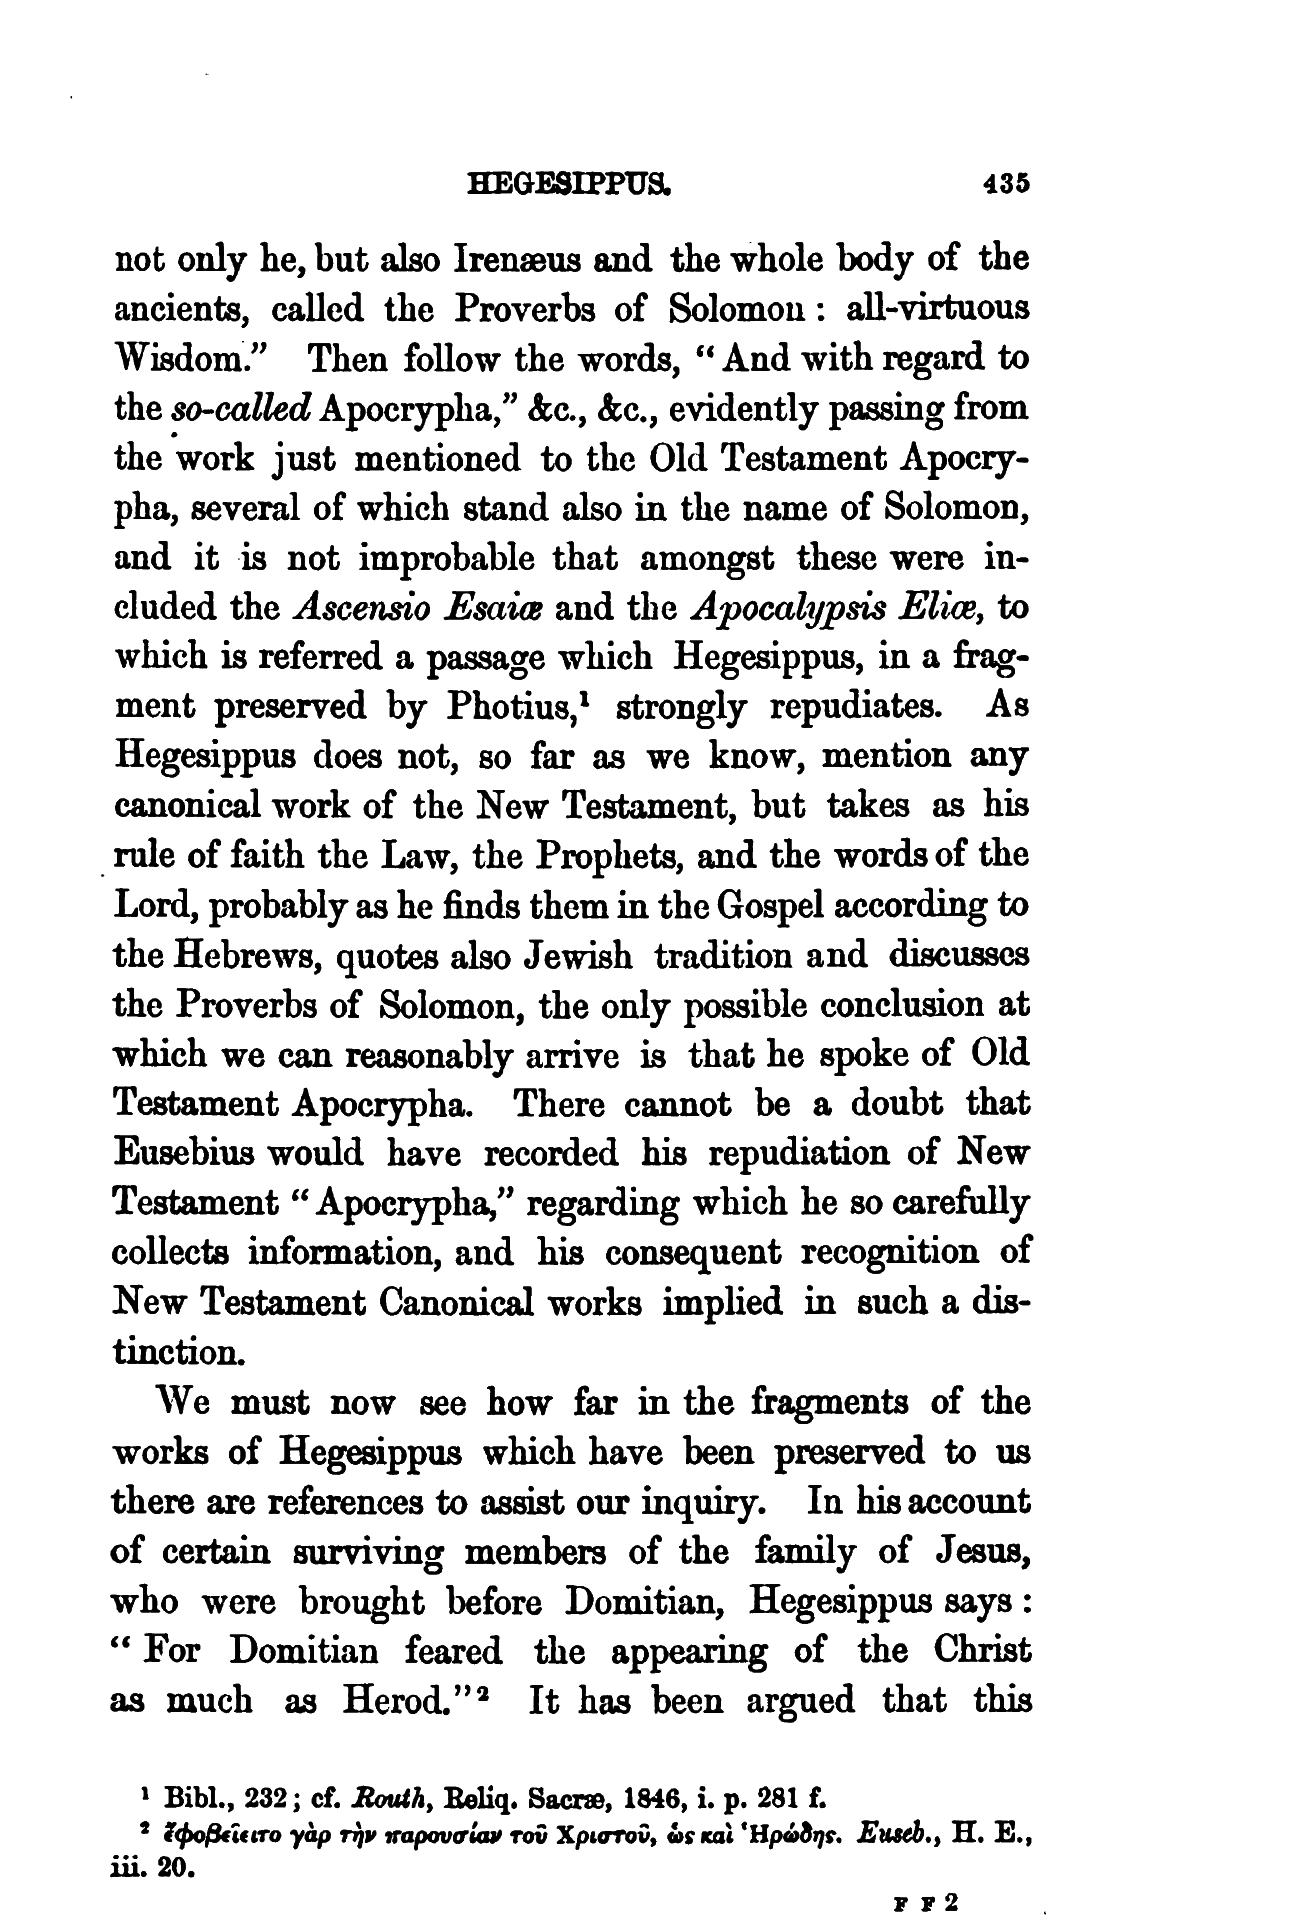 HEGESIPPUS. 435
not only he, but also Irenæus and the whole body of the
ancients, called the Proverbs of Solomon : all-virtuous
Wisdom.” Then follow the words, “ And with regard to
the so-called Apocrypha,” &c., &c., evidently passing from
the work just mentioned to the Old Testament Apocry-
pha, several of which stand also in the name of Solomon,
and it is not improbable that amongst these were in-
cluded the Ascensio Esaiæ and the Apocalypsis Eliæ, to
which is referred a passage which Hegesippus, in a frag-
ment preserved by Photius,¹ strongly repudiates. As
Hegesippus does not, so far as we know, mention any
canonical work of the New Testament, but takes as his
rule of faith the Law, the Prophets, and the words of the
Lord, probably as he finds them in the Gospel according to
the Hebrews, quotes also Jewish tradition and discusses
the Proverbs of Solomon, the only possible conclusion at
which we can reasonably arrive is that he spoke of Old
Testament Apocrypha. There cannot be a doubt that
Eusebius would have recorded his repudiation of New
Testament “ Apocrypha,” regarding which he so carefully
collects information, and his consequent recognition of
New Testament Canonical works implied in such a dis-
tinction.
We must now see how far in the fragments of the
works of Hegesippus which have been preserved to us
there are references to assist our inquiry. In his account
of certain surviving members of the family of Jesus,
who were brought before Domitian, Hegesippus says :
“ For Domitian feared the appearing of the Christ
as much as Herod.”² It has been argued that this
¹ Bibl., 232 ; cf. Routh, Reliq. Sacræ, 1846, i. p. 281 f.
² ἐφοβεῖειτο γὰρ τὴν παρουσίαν τοῦ Χριστοῦ, ὡς καὶ Ἡρώδης. Euseb., H. E.,
iii. 20.
F F 2